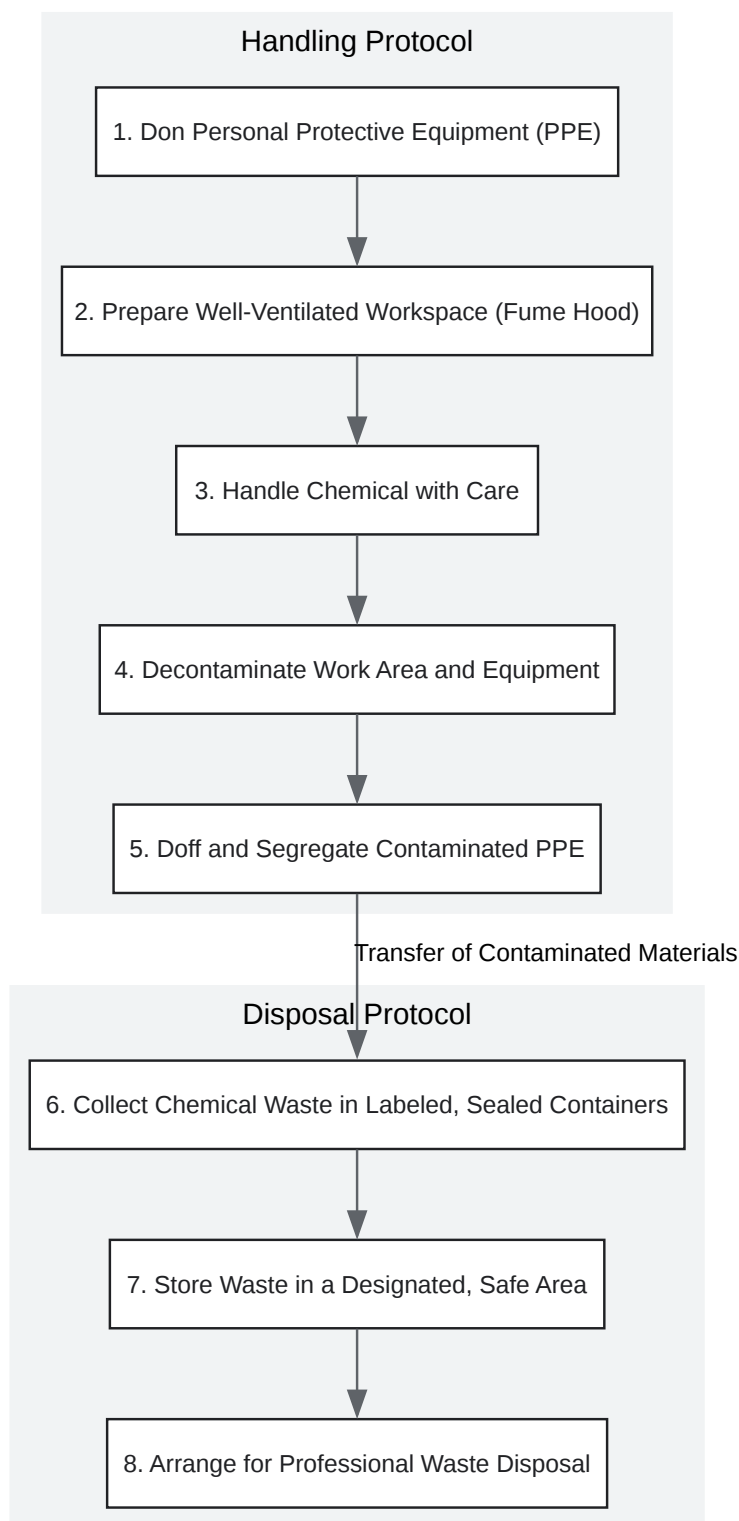 Handling Protocol
1. Don Personal Protective Equipment (PPE)
2. Prepare Well-Ventilated Workspace (Fume Hood)
3. Handle Chemical with Care
4. Decontaminate Work Area and Equipment
5. Doff and Segregate Contaminated PPE
Transfer of Contaminated Materials
Disposal Protocol
6. Collect Chemical Waste in Labeled, Sealed Containers
7. Store Waste in a Designated, Safe Area
8. Arrange for Professional Waste Disposal